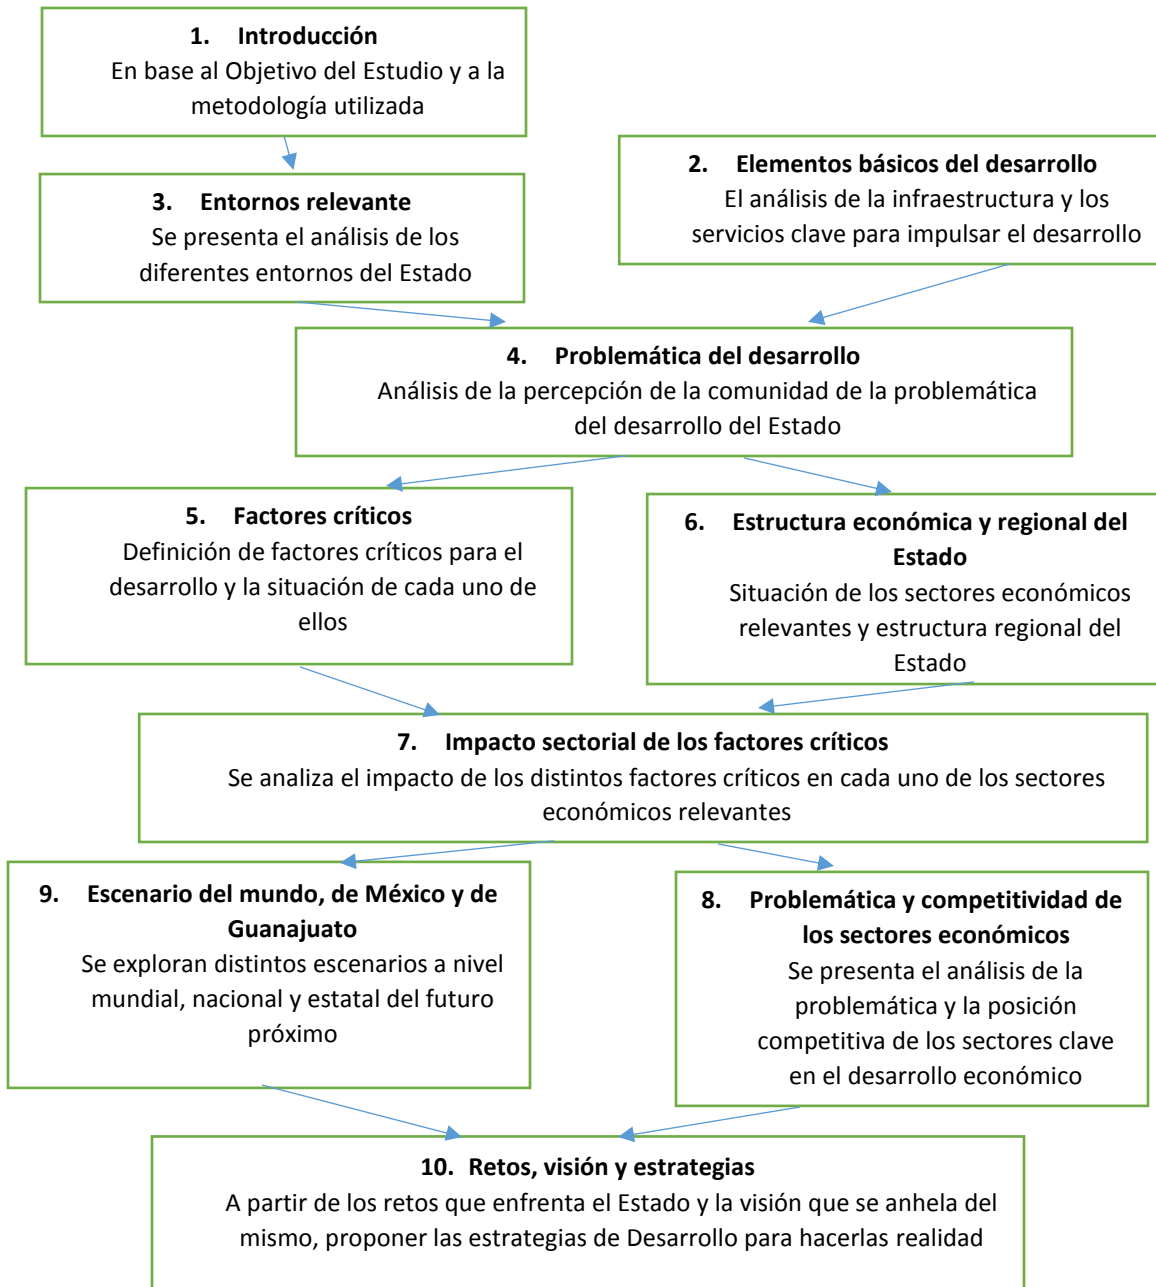 1. Introducción
En base al Objetivo del Estudio y a la
metodología utilizada
2. Elementos básicos del desarrollo
El análisis de la infraestructura y los
servicios clave para impulsar el desarrollo
3. Entornos relevante
Se presenta el análisis de los
diferentes entornos del Estado
4. Problemática del desarrollo
Análisis de la percepción de la comunidad de la problemática
del desarrollo del Estado
5. Factores críticos
Definición de factores críticos para el
desarrollo y la situación de cada uno de
ellos
6. Estructura económica y regional del
Estado
Situación de los sectores económicos
relevantes y estructura regional del
Estado
7. Impacto sectorial de los factores críticos
Se analiza el impacto de los distintos factores críticos en cada uno de los sectores
económicos relevantes
9. Escenario del mundo, de México y de
Guanajuato
Se exploran distintos escenarios a nivel
mundial, nacional y estatal del futuro
próximo
8. Problemática y competitividad de
los sectores económicos
Se presenta el análisis de la
problemática y la posición
competitiva de los sectores clave
en el desarrollo económico
10. Retos, visión y estrategias
A partir de los retos que enfrenta el Estado y la visión que se anhela del
mismo, proponer las estrategias de Desarrollo para hacerlas realidad